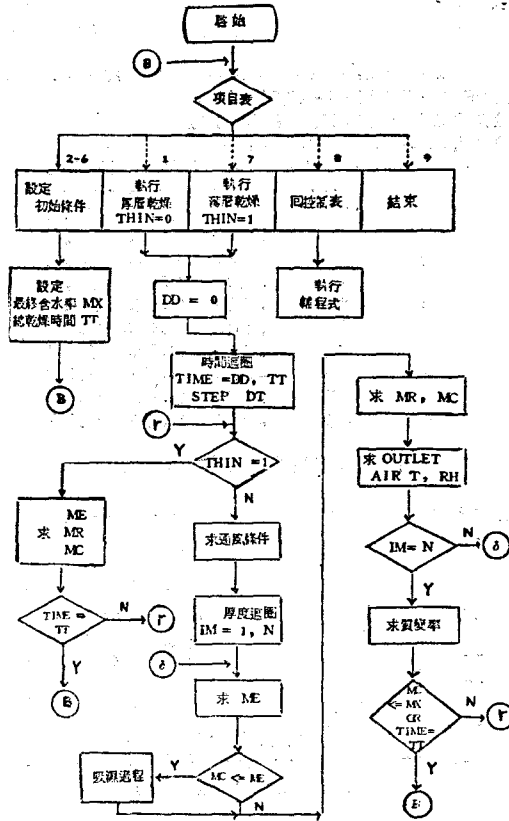 開始
B
項目表
2-6
1
7
8
9
設定
初始條件
執行
厚層乾燥
THIN=0
執行
薄層乾燥
THIN=1
回控制表
結束
設定
最終含水率 MX
總乾燥時間 TT
B
DD = 0
執行
轄程式
時間迴圈
TIME =DD, TT
STEP DT
r
THIN =1
Y
N
ME
求 MR
MC
TIME =
TT
N
r
Y
B
求通風條件
厚度迴圈
IM = 1, N
δ
求 ME
MC <= ME
Y
N
吸濕過程
求 MR, MC
求 OUTLET
AIR T, RH
IM= N
N
δ
Y
求質變率
MC
<= MX
OR
TIME=
TT
N
r
Y
B